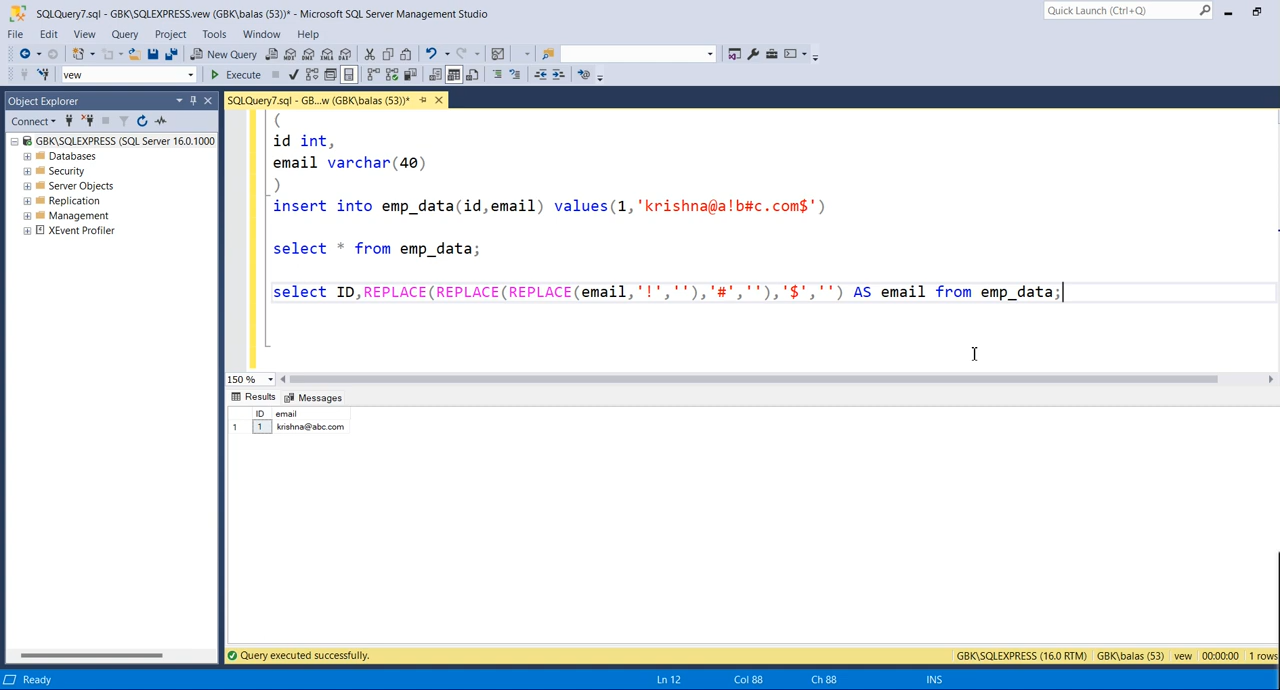 SQLQuery7.sql - GBK\SQLEXPRESS.vew (GBK\balas (53))* - Microsoft SQL Server Management Studio
Quick Launch (Ctrl+Q)
File Edit View Query Project Tools Window Help
New Query
vew
Execute
Object Explorer
SQLQuery7.sql - GB...w (GBK\balas (53))*
Connect
GBK\SQLEXPRESS (SQL Server 16.0.1000
Databases
Security
Server Objects
Replication
Management
XEvent Profiler
(
id int,
email varchar(40)
)
insert into emp_data(id,email) values(1,'krishna@a!b#c.com$')
select * from emp_data;
select ID,REPLACE(REPLACE(REPLACE(email,'!',''),'#',''),'$','') AS email from emp_data;
150 %
Results Messages
ID email
1 1 krishna@abc.com
Query executed successfully.
GBK\SQLEXPRESS (16.0 RTM) GBK\balas (53) vew 00:00:00 1 rows
Ready Ln 12 Col 88 Ch 88 INS